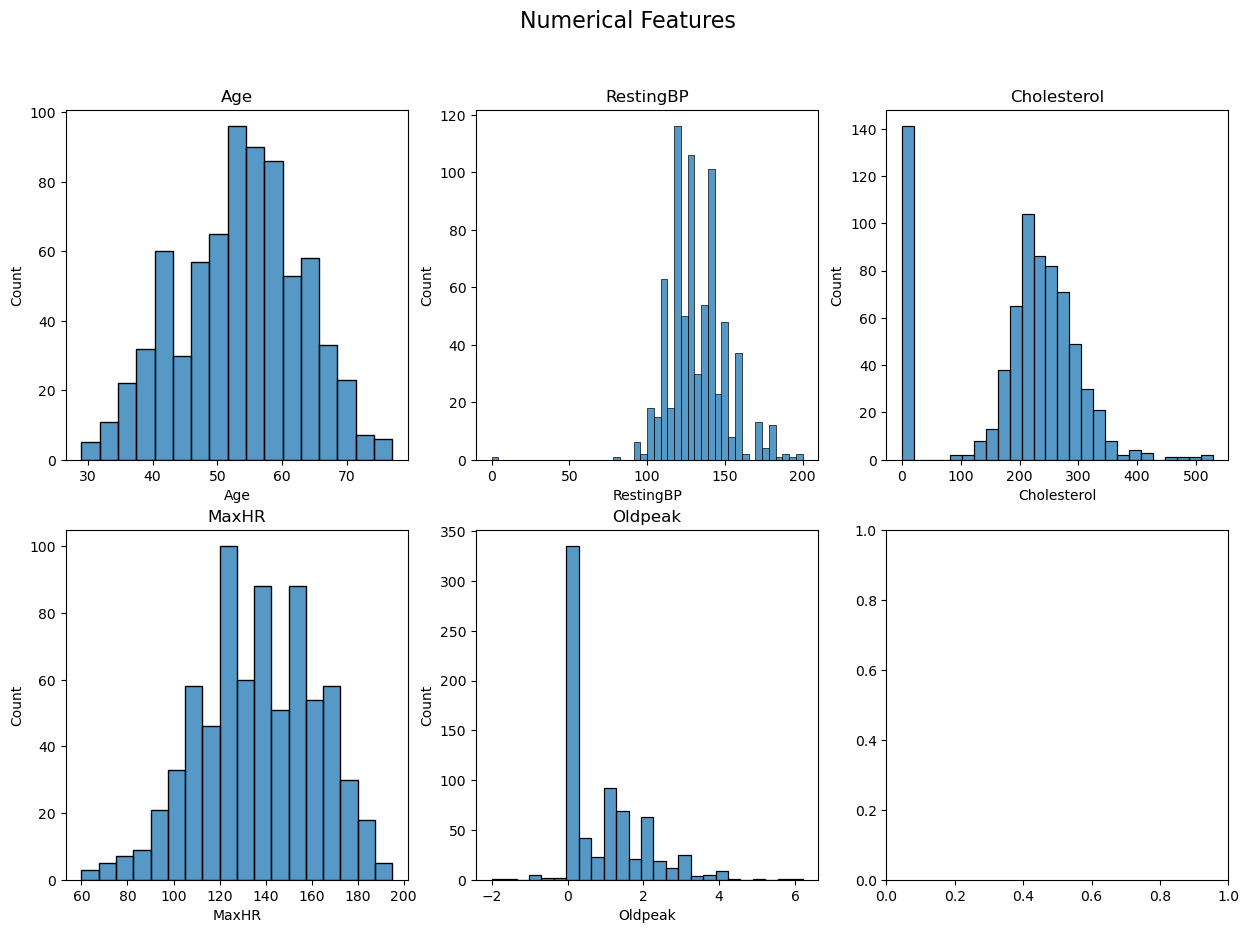 Numerical Features
Age
RestingBP
Cholesterol
100
80
60
40
20
0
Count
30 40 50 60 70
Age
120
100
80
60
40
20
0
Count
0 50 100 150 200
RestingBP
140
120
100
80
60
40
20
0
Count
0 100 200 300 400 500
Cholesterol
MaxHR
Oldpeak
100
80
60
40
20
0
Count
60 80 100 120 140 160 180 200
MaxHR
350
300
250
200
150
100
50
0
Count
−2 0 2 4 6
Oldpeak
1.0
0.8
0.6
0.4
0.2
0.0
0.0 0.2 0.4 0.6 0.8 1.0